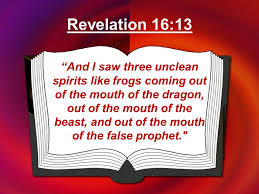 Revelation 16:13
“And I saw three unclean
spirits like frogs coming out
of the mouth of the dragon,
out of the mouth of the
beast, and out of the mouth
of the false prophet."